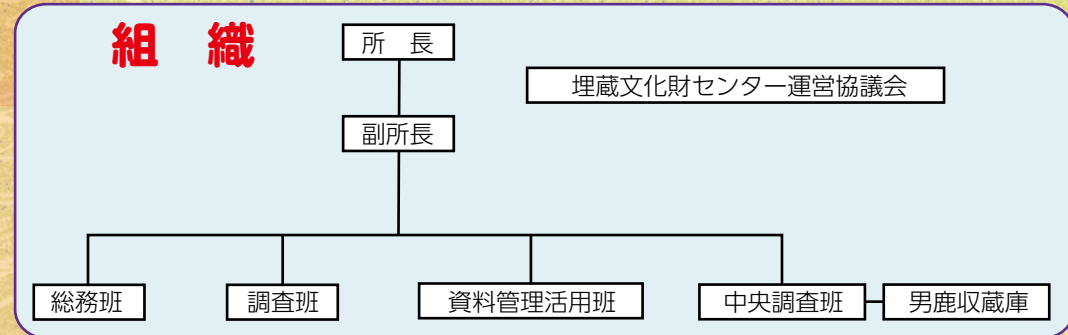 組　織
所　長
埋蔵文化財センター運営協議会
副所長
総務班
調査班
資料管理活用班
中央調査班
男鹿収蔵庫